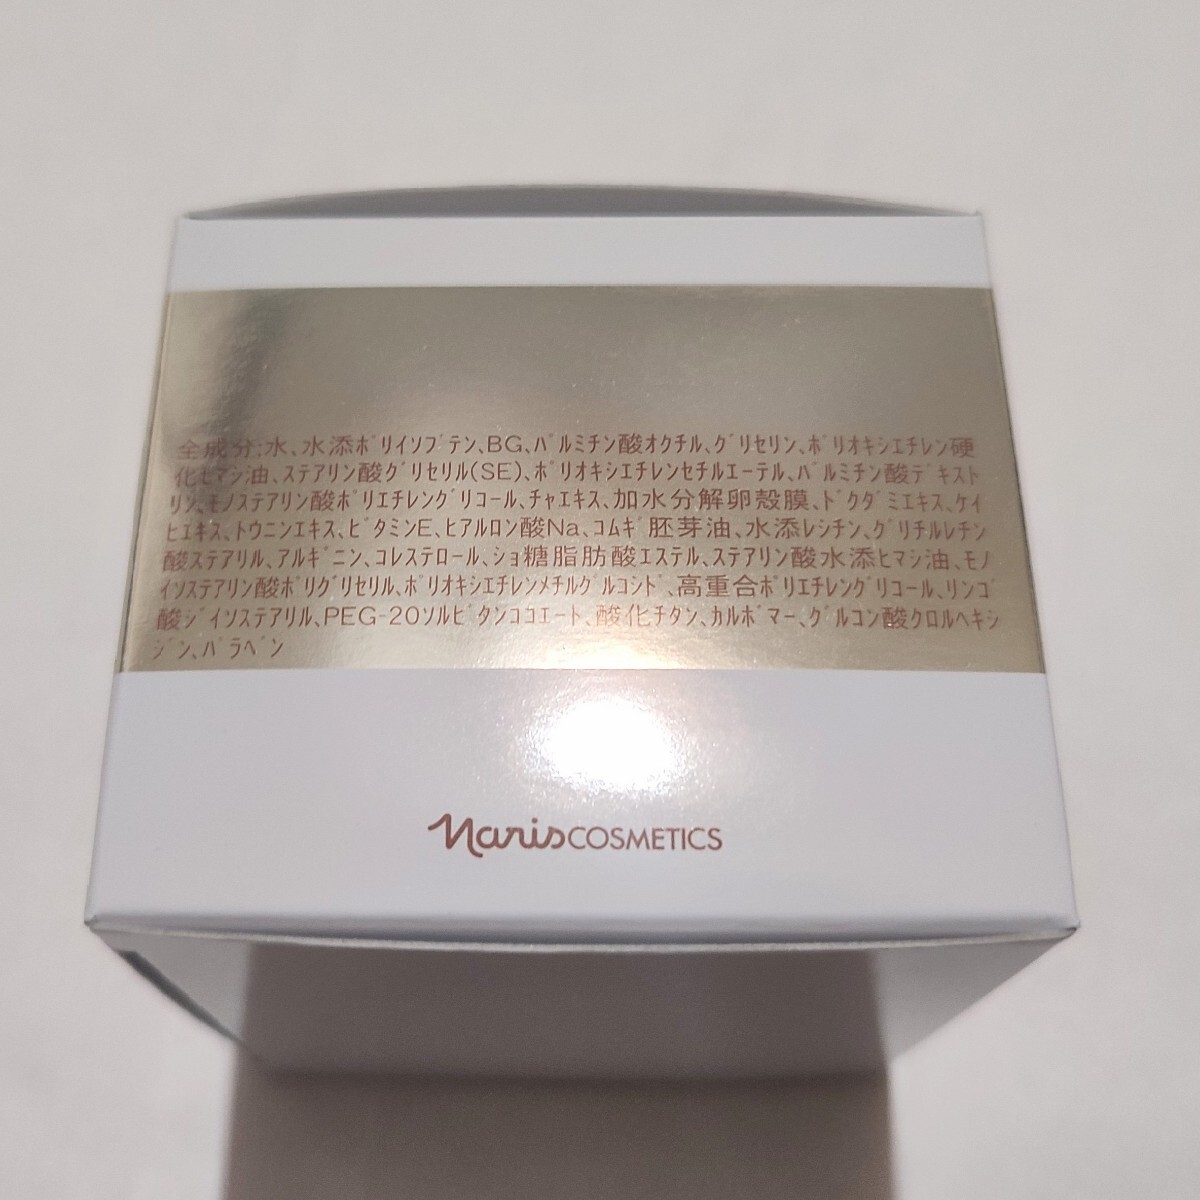 全成分;水、水添ﾎﾟﾘｲｿﾌﾞﾃﾝ、BG、ﾊﾟﾙﾐﾁﾝ酸ｵｸﾁﾙ、ｸﾞﾘｾﾘﾝ、ﾎﾟﾘｵｷｼｴﾁﾚﾝ硬
化ﾋﾏｼ油、ｽﾃｱﾘﾝ酸ｸﾞﾘｾﾘﾙ(SE)、ﾎﾟﾘｵｷｼｴﾁﾚﾝｾﾁﾙｴｰﾃﾙ、ﾊﾟﾙﾐﾁﾝ酸ﾃﾞｷｽﾄ
ﾘﾝ、ﾓﾉｽﾃｱﾘﾝ酸ﾎﾟﾘｴﾁﾚﾝｸﾞﾘｺｰﾙ、ﾁｬｴｷｽ、加水分解卵殻膜、ﾄﾞｸﾀﾞﾐｴｷｽ、ｹｲ
ﾋｴｷｽ、ﾄｳﾆﾝｴｷｽ、ﾋﾞﾀﾐﾝE、ﾋｱﾙﾛﾝ酸Na、ｺﾑｷﾞ胚芽油、水添ﾚｼﾁﾝ、ｸﾞﾘﾁﾙﾚﾁﾝ
酸ｽﾃｱﾘﾙ、ｱﾙｷﾞﾆﾝ、ｺﾚｽﾃﾛｰﾙ、ｼｮ糖脂肪酸ｴｽﾃﾙ、ｽﾃｱﾘﾝ酸水添ﾋﾏｼ油、ﾓﾉ
ｲｿｽﾃｱﾘﾝ酸ﾎﾟﾘｸﾞﾘｾﾘﾙ、ﾎﾟﾘｵｷｼｴﾁﾚﾝﾒﾁﾙｸﾞﾙｺｼﾄﾞ、高重合ﾎﾟﾘｴﾁﾚﾝｸﾞﾘｺｰﾙ、ﾘﾝｺﾞ
酸ｼﾞｲｿｽﾃｱﾘﾙ、PEG-20ｿﾙﾋﾞﾀﾝｺｺｴｰﾄ、酸化ﾁﾀﾝ、ｶﾙﾎﾞﾏｰ、ｸﾞﾙｺﾝ酸ｸﾛﾙﾍｷｼ
ｼﾞﾝ、ﾊﾟﾗﾍﾞﾝ
Naris COSMETICS